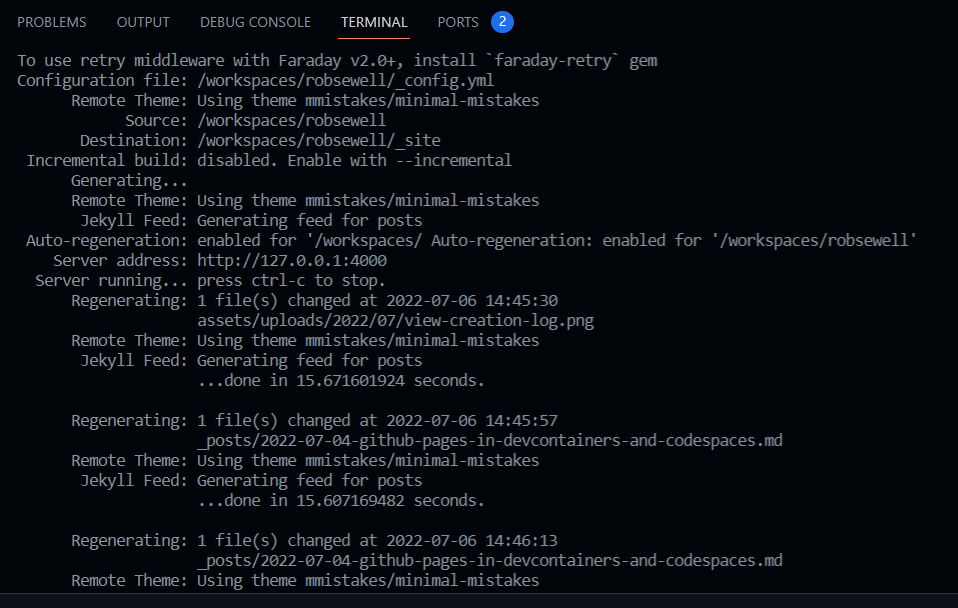 PROBLEMS OUTPUT DEBUG CONSOLE TERMINAL PORTS 2
To use retry middleware with Faraday v2.0+, install `faraday-retry` gem
Configuration file: /workspaces/robsewell/_config.yml
Remote Theme: Using theme mmistakes/minimal-mistakes
Source: /workspaces/robsewell
Destination: /workspaces/robsewell/_site
Incremental build: disabled. Enable with --incremental
Generating...
Remote Theme: Using theme mmistakes/minimal-mistakes
Jekyll Feed: Generating feed for posts
Auto-regeneration: enabled for '/workspaces/ Auto-regeneration: enabled for '/workspaces/robsewell'
Server address: http://127.0.0.1:4000
Server running... press ctrl-c to stop.
Regenerating: 1 file(s) changed at 2022-07-06 14:45:30
assets/uploads/2022/07/view-creation-log.png
Remote Theme: Using theme mmistakes/minimal-mistakes
Jekyll Feed: Generating feed for posts
...done in 15.671601924 seconds.
Regenerating: 1 file(s) changed at 2022-07-06 14:45:57
_posts/2022-07-04-github-pages-in-devcontainers-and-codespaces.md
Remote Theme: Using theme mmistakes/minimal-mistakes
Jekyll Feed: Generating feed for posts
...done in 15.607169482 seconds.
Regenerating: 1 file(s) changed at 2022-07-06 14:46:13
_posts/2022-07-04-github-pages-in-devcontainers-and-codespaces.md
Remote Theme: Using theme mmistakes/minimal-mistakes